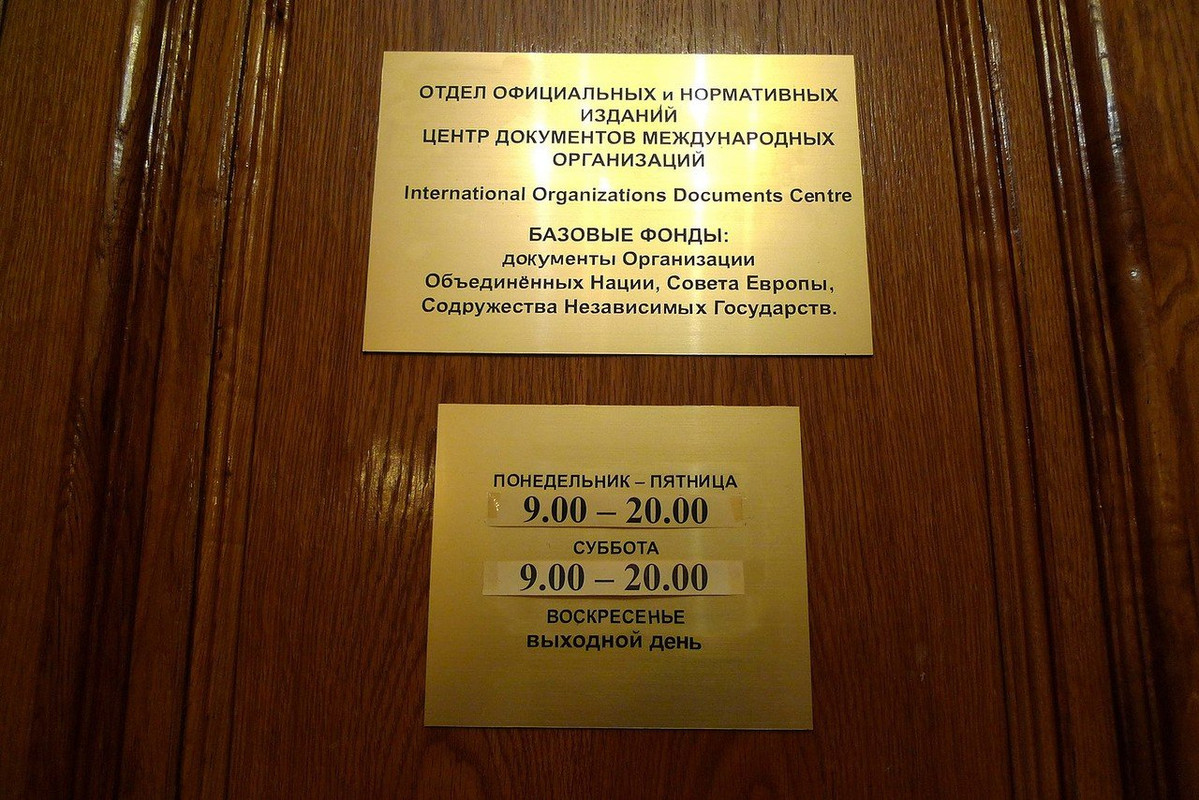 ОТДЕЛ ОФИЦИАЛЬНЫХ и НОРМАТИВНЫХ
ИЗДАНИЙ
ЦЕНТР ДОКУМЕНТОВ МЕЖДУНАРОДНЫХ
ОРГАНИЗАЦИЙ
International Organizations Documents Centre
БАЗОВЫЕ ФОНДЫ:
документы Организации
Объединённых Нации, Совета Европы,
Содружества Независимых Государств.
ПОНЕДЕЛЬНИК – ПЯТНИЦА
9.00 – 20.00
СУББОТА
9.00 – 20.00
ВОСКРЕСЕНЬЕ
выходной день